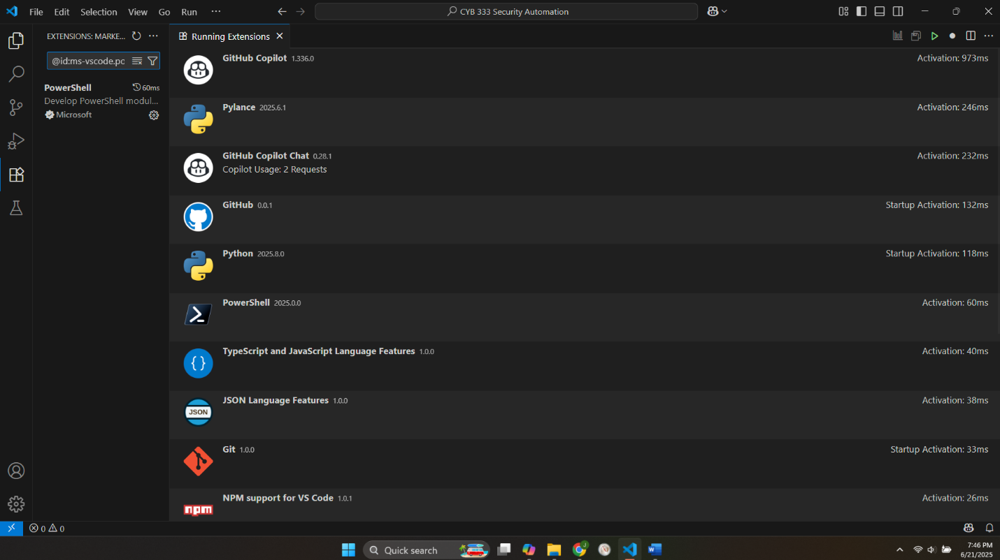 File Edit Selection View Go Run ···
CYB 333 Security Automation
EXTENSIONS: MARKE...
@id:ms-vscode.po
PowerShell 60ms
Develop PowerShell modul...
Microsoft
Running Extensions
GitHub Copilot 1.336.0 Activation: 973ms
Pylance 2025.6.1 Activation: 246ms
GitHub Copilot Chat 0.28.1 Activation: 232ms
Copilot Usage: 2 Requests
GitHub 0.0.1 Startup Activation: 132ms
Python 2025.8.0 Startup Activation: 118ms
PowerShell 2025.0.0 Activation: 60ms
TypeScript and JavaScript Language Features 1.0.0 Activation: 40ms
{}
JSON Language Features 1.0.0 Activation: 38ms
JSON
Git 1.0.0 Startup Activation: 33ms
NPM support for VS Code 1.0.1 Activation: 26ms
npm
0 0
Quick search
J
W
7:46 PM
6/21/2025